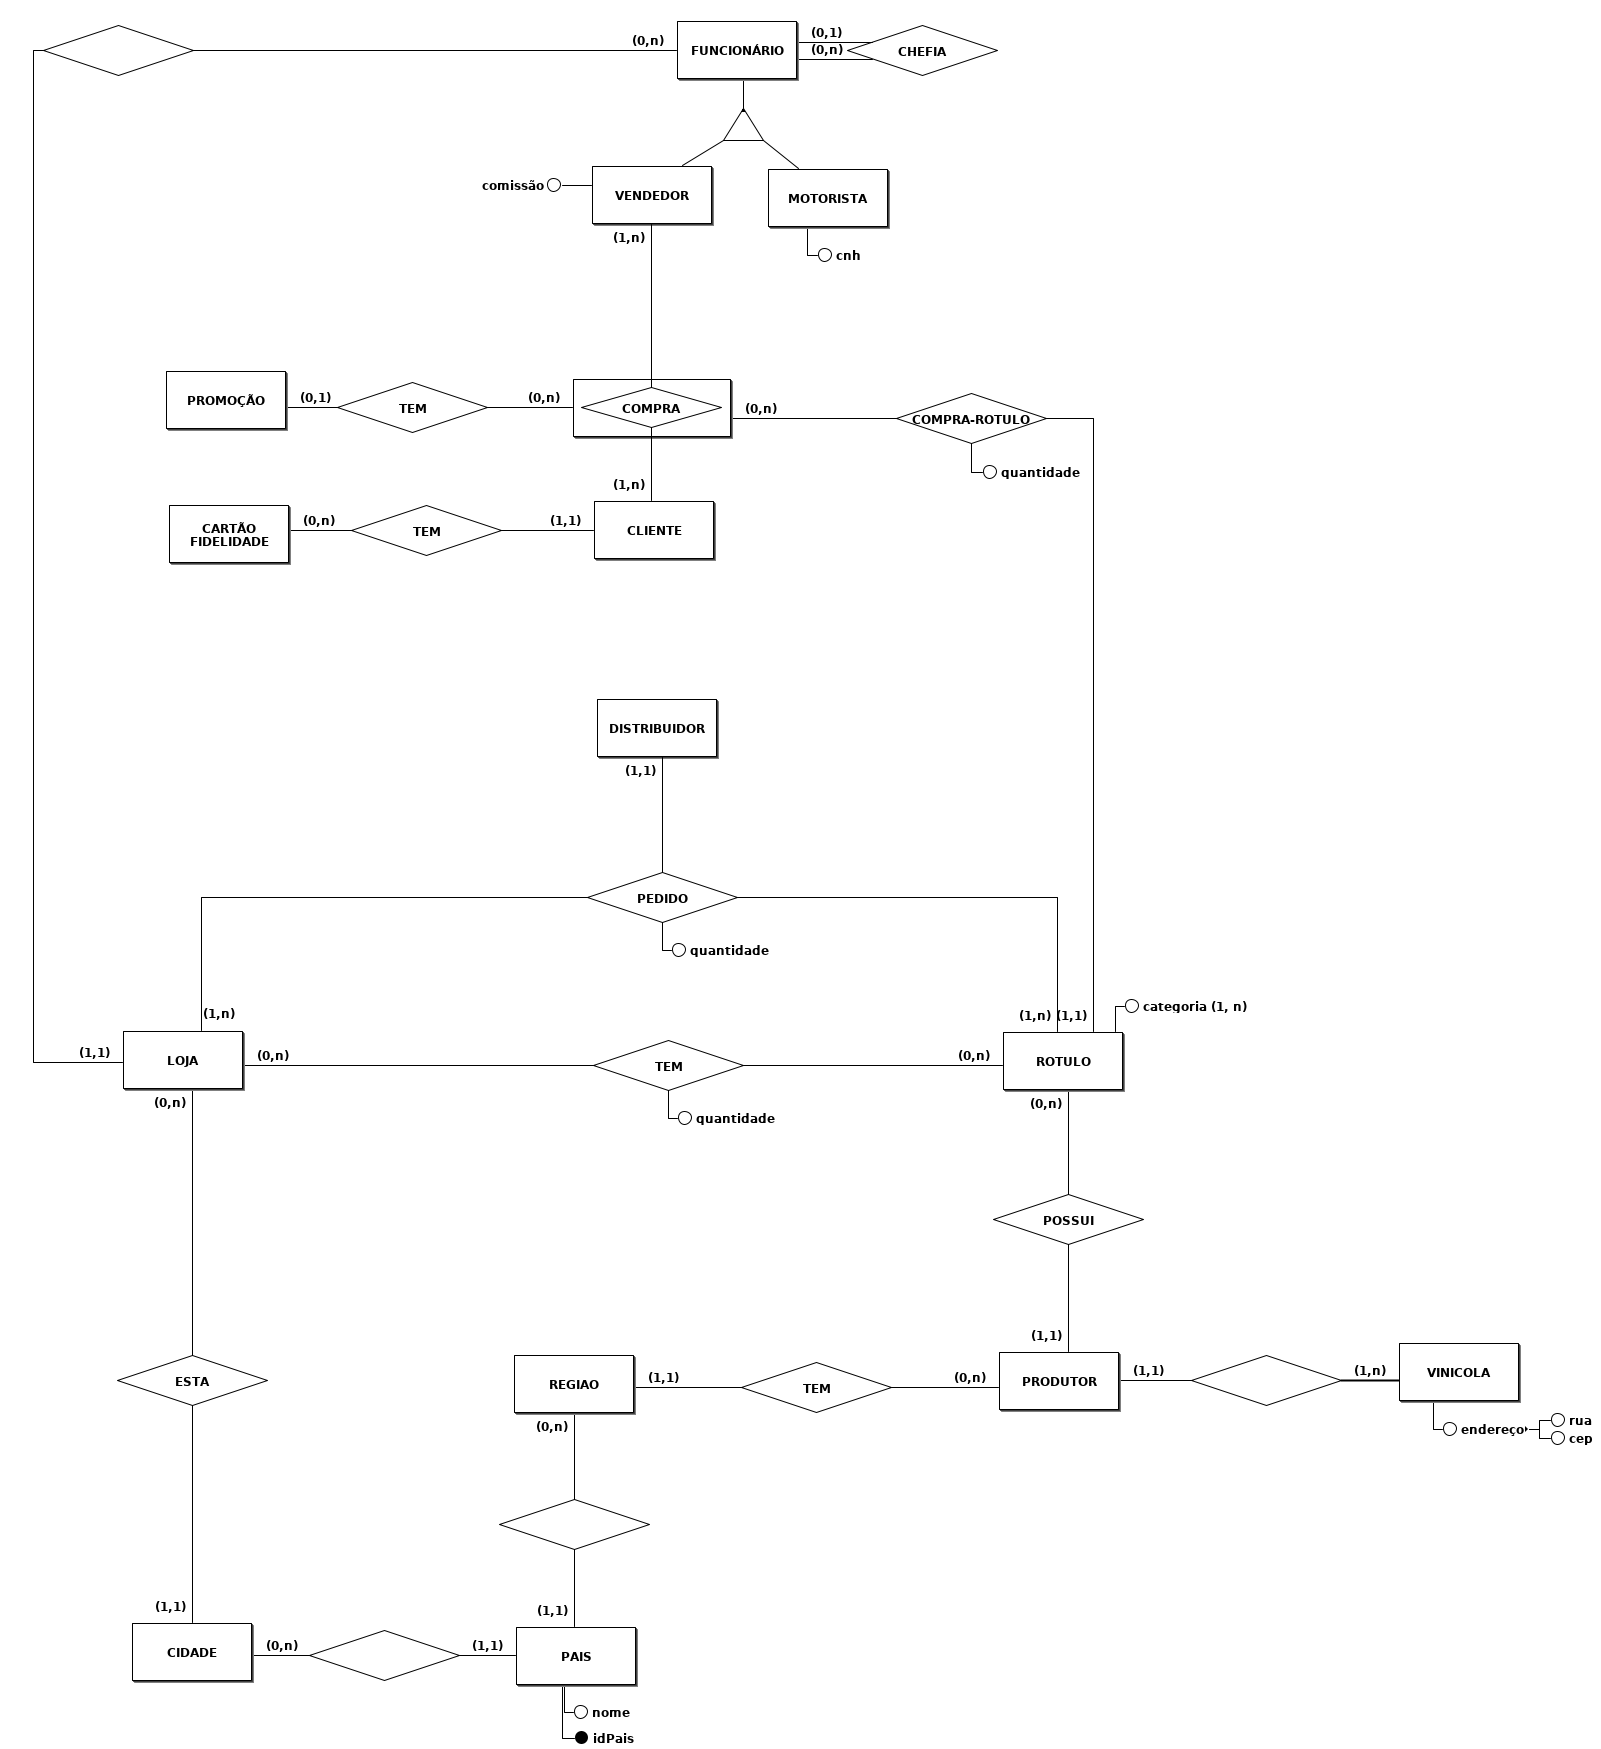 (0,n)
FUNCIONÁRIO
(0,1)
(0,n)
CHEFIA
comissão
VENDEDOR
MOTORISTA
(1,n)
cnh
PROMOÇÃO
(0,1)
TEM
(0,n)
COMPRA
(0,n)
COMPRA-ROTULO
quantidade
(1,n)
CARTÃO
FIDELIDADE
(0,n)
TEM
(1,1)
CLIENTE
DISTRIBUIDOR
(1,1)
PEDIDO
quantidade
(1,n)
(1,n)
(1,1)
categoria (1, n)
(1,1)
LOJA
(0,n)
TEM
(0,n)
ROTULO
(0,n)
quantidade
(0,n)
POSSUI
(1,1)
ESTA
REGIAO
(1,1)
TEM
(0,n)
PRODUTOR
(1,1)
(1,n)
VINICOLA
(0,n)
endereço
rua
cep
(1,1)
(1,1)
CIDADE
(0,n)
(1,1)
PAIS
nome
idPais